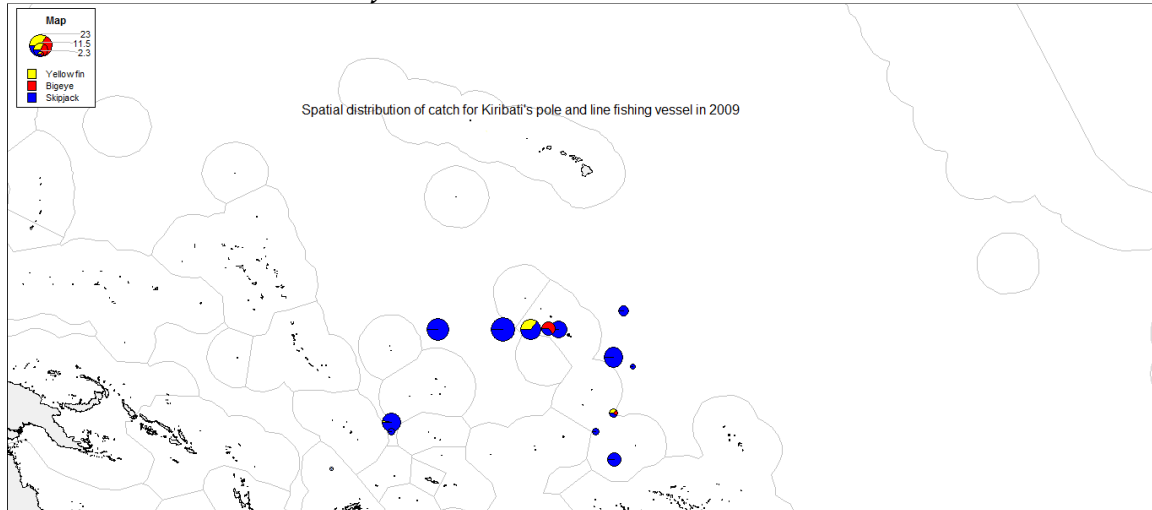 Map
23
11.5
2.3
Yellowfin
Bigeye
Skipjack
Spatial distribution of catch for Kiribati's pole and line fishing vessel in 2009